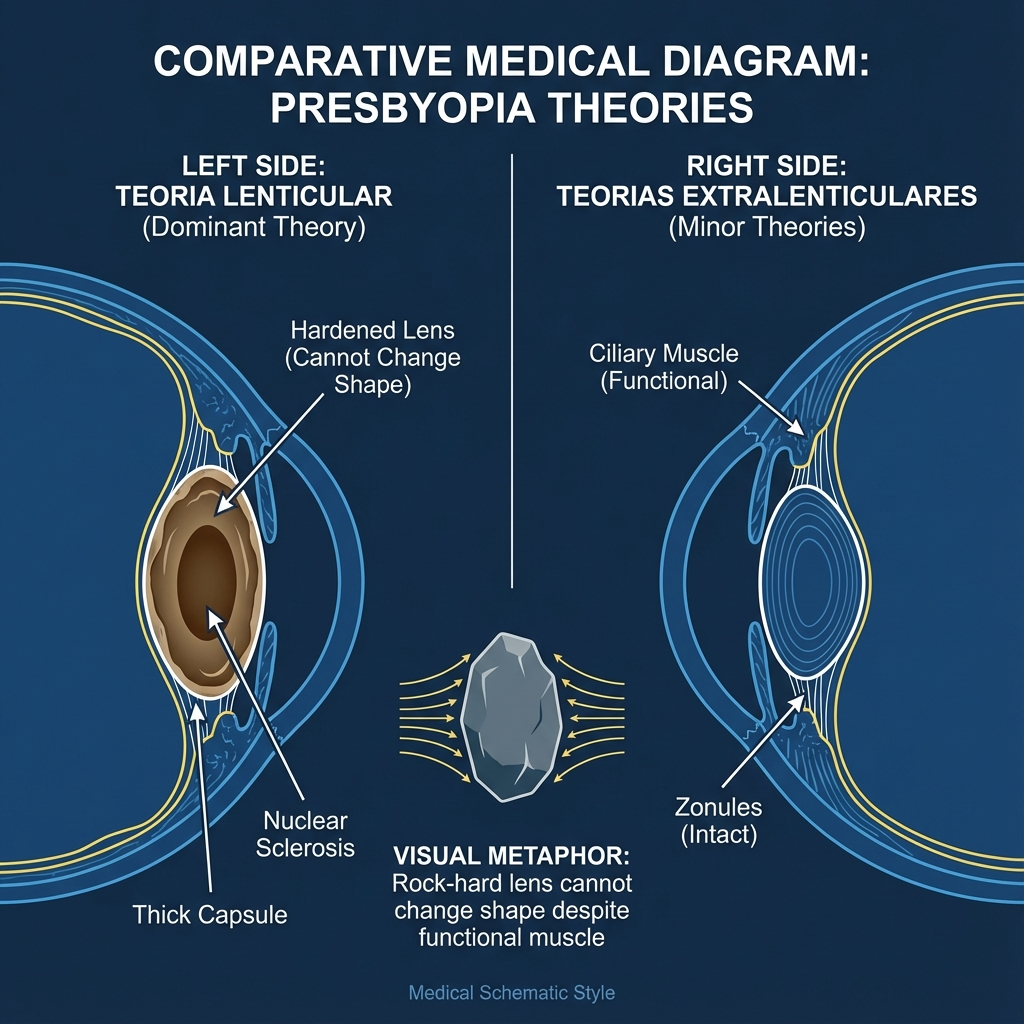 COMPARATIVE MEDICAL DIAGRAM:
PRESBYOPIA THEORIES
LEFT SIDE:
TEORIA LENTICULAR
(Dominant Theory)
Hardened Lens
(Cannot Change
Shape)
Nuclear
Sclerosis
Thick Capsule
RIGHT SIDE:
TEORIAS EXTRALENTICULARES
(Minor Theories)
Ciliary Muscle
(Functional)
Zonules
(Intact)
VISUAL METAPHOR:
Rock-hard lens cannot
change shape despite
functional muscle
Medical Schematic Style